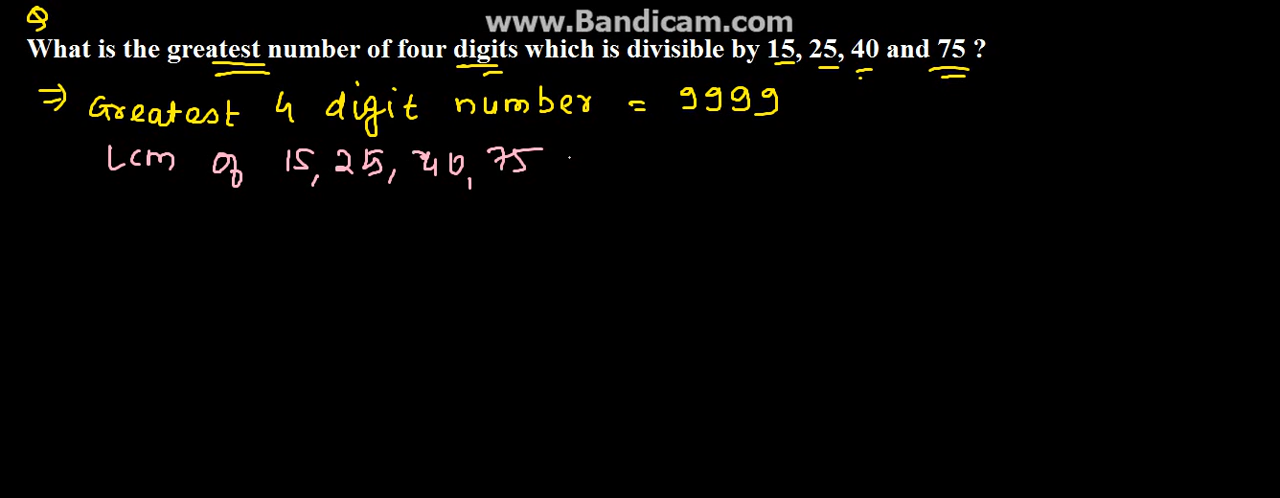 www.Bandicam.com
Q
What is the greatest number of four digits which is divisible by 15, 25, 40 and 75 ?
⇒ Greatest 4 digit number = 9999
Lcm of 15, 25, 40, 75